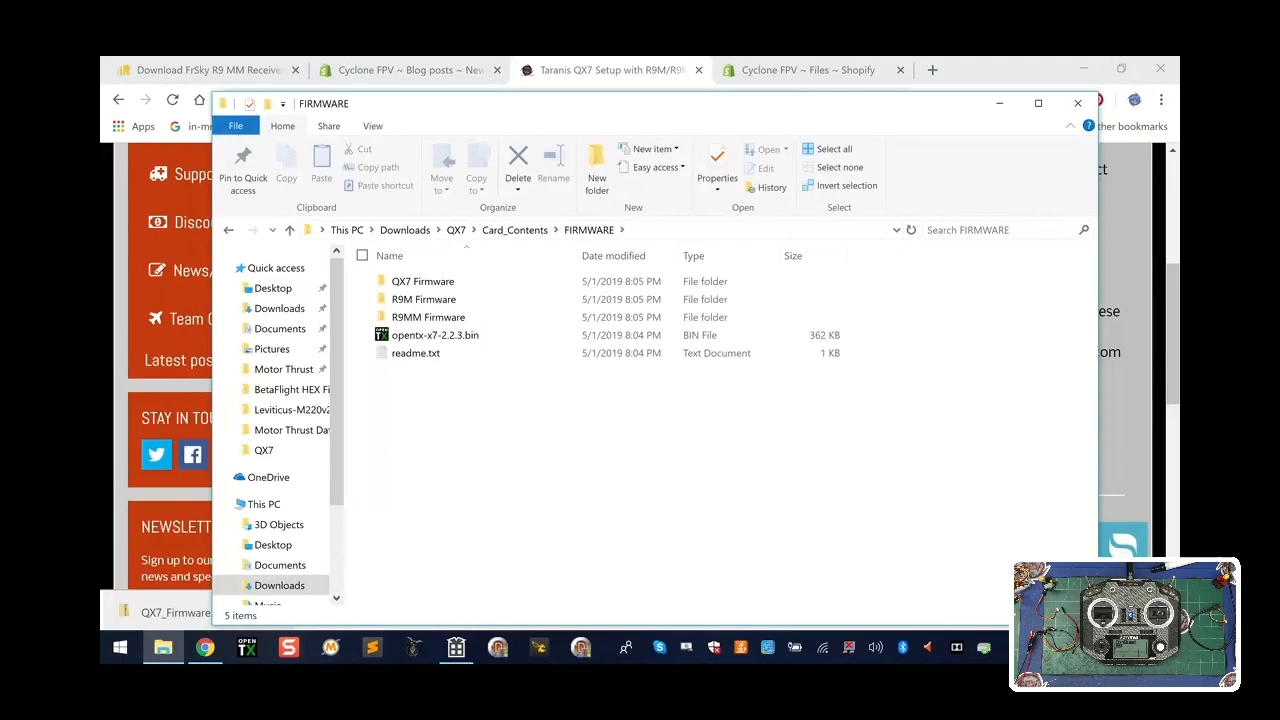 Download FrSky R9 MM Receive
Cyclone FPV ~ Blog posts ~ New
Taranis QX7 Setup with R9M/R9M
Cyclone FPV ~ Files ~ Shopify
Apps
in-m
ther bookmarks
FIRMWARE
File
Home
Share
View
Pin to Quick access
Copy
Paste
Cut
Copy path
Paste shortcut
Clipboard
Move to
Copy to
Delete
Rename
Organize
New folder
New item
Easy access
New
Properties
Open
Edit
History
Open
Select all
Select none
Invert selection
Select
This PC
Downloads
QX7
Card_Contents
FIRMWARE
Search FIRMWARE
Name
Date modified
Type
Size
QX7 Firmware 5/1/2019 8:05 PM File folder
R9M Firmware 5/1/2019 8:05 PM File folder
R9MM Firmware 5/1/2019 8:05 PM File folder
opentx-x7-2.2.3.bin 5/1/2019 8:04 PM BIN File 362 KB
readme.txt 5/1/2019 8:04 PM Text Document 1 KB
Quick access
Desktop
Downloads
Documents
Pictures
Motor Thrust
BetaFlight HEX Fi
Leviticus-M220v2
Motor Thrust Dat
QX7
OneDrive
This PC
3D Objects
Desktop
Documents
Downloads
Music
5 items
Suppo
Disco
News/
Team C
Latest pos
STAY IN TOU
NEWSLETT
Sign up to our
news and spe
QX7_Firmware
ct
ese
om
OPEN
TX